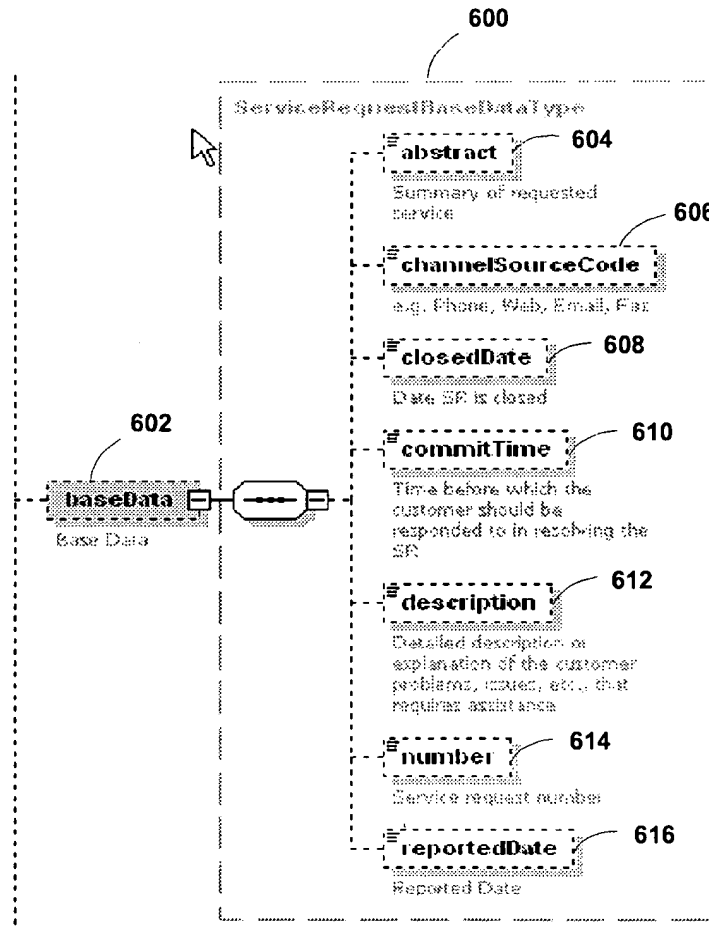 600
ServiceRequestBaseDataType
abstract
604
Summary of requested
service
606
channelSourceCode
e.g. Phone, Web, Email, Fax
closedDate
608
Date SR is closed
602
baseData
Base Data
commitTime
610
Time before which the
customer should be
responded to in resolving the
SR
description
612
Detailed description or
explanation of the customer
problems, issues, etc., that
requires assistance
number
614
Service request number
reportedDate
616
Reported Date